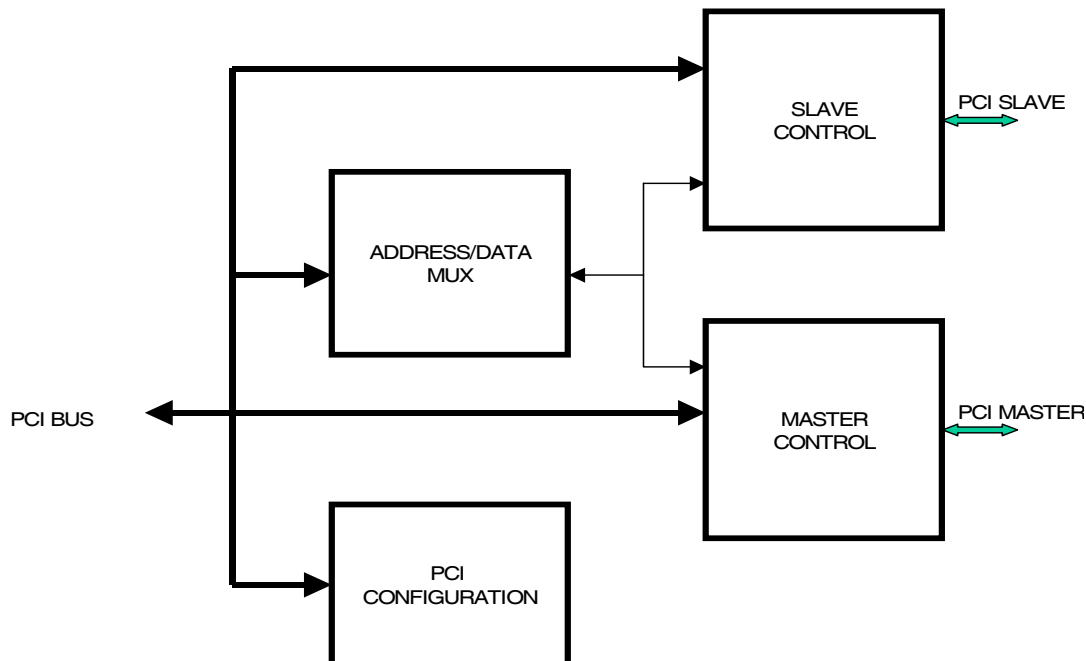 SLAVE
CONTROL
PCI SLAVE
ADDRESS/DATA
MUX
PCI BUS
MASTER
CONTROL
PCI MASTER
PCI
CONFIGURATION